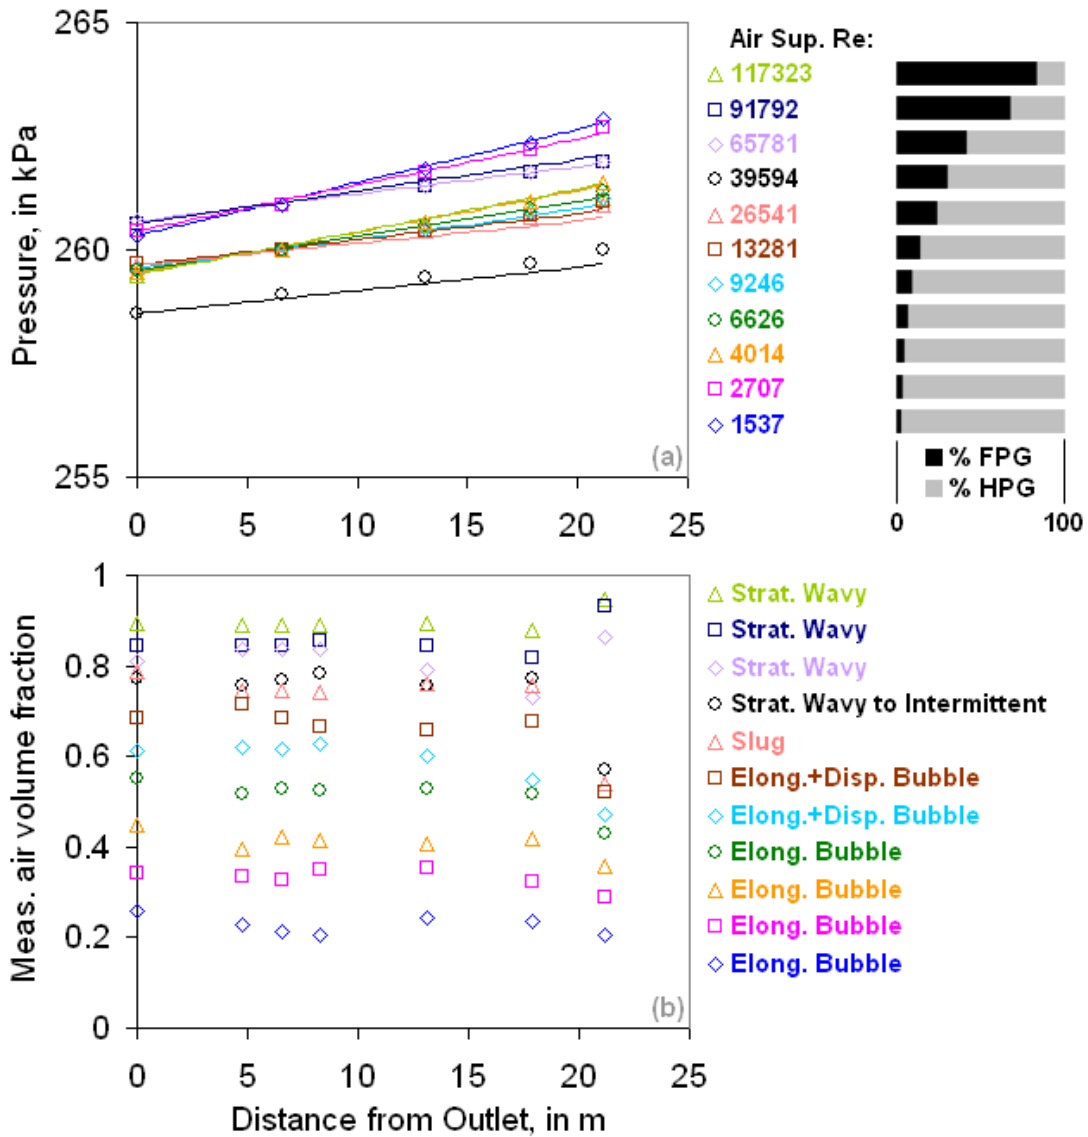 Pressure, in kPa
265
260
255
0 5 10 15 20 25
(a)
Air Sup. Re:
117323
91792
65781
39594
26541
13281
9246
6626
4014
2707
1537
% FPG
% HPG
0 100
Meas. air volume fraction
1
0.8
0.6
0.4
0.2
0
0 5 10 15 20 25
(b)
Distance from Outlet, in m
Strat. Wavy
Strat. Wavy
Strat. Wavy
Strat. Wavy to Intermittent
Slug
Elong.+Disp. Bubble
Elong.+Disp. Bubble
Elong. Bubble
Elong. Bubble
Elong. Bubble
Elong. Bubble